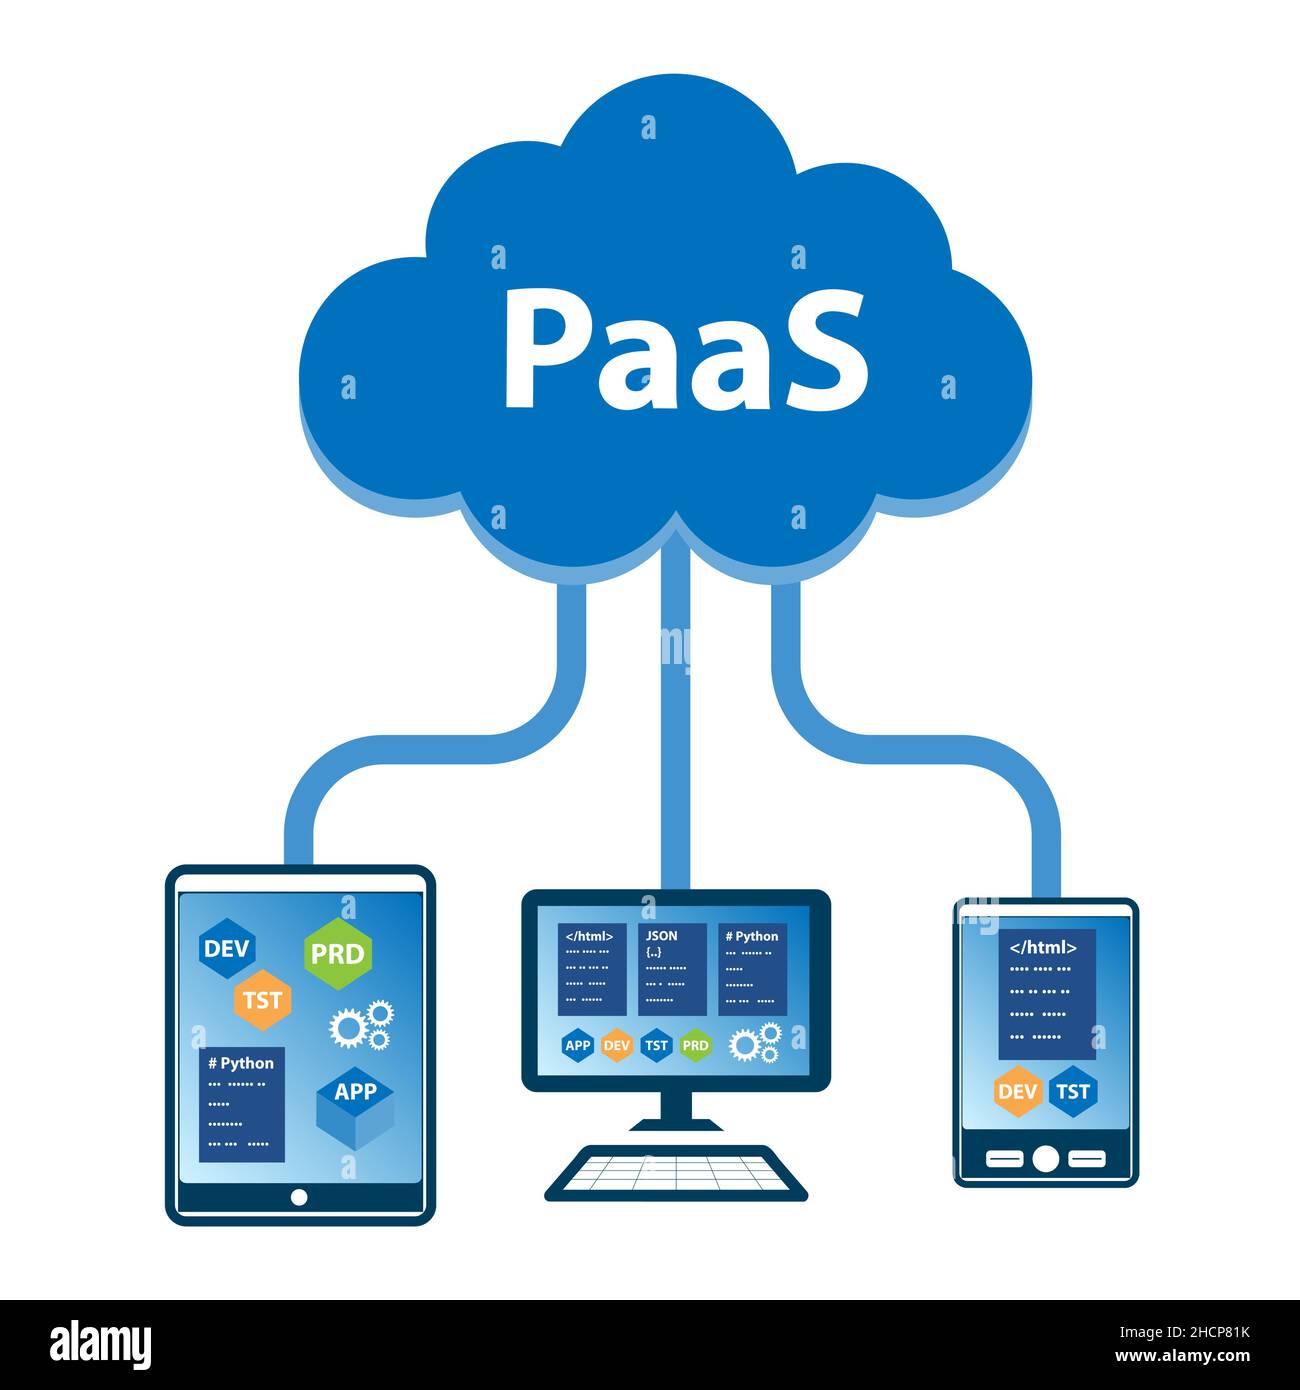 PaaS
DEV
PRD
TST
# Python
APP
</html>
JSON
{..}
# Python
APP DEV TST PRD
</html>
DEV TST
alamy
Image ID: 2HCP81K
www.alamy.com